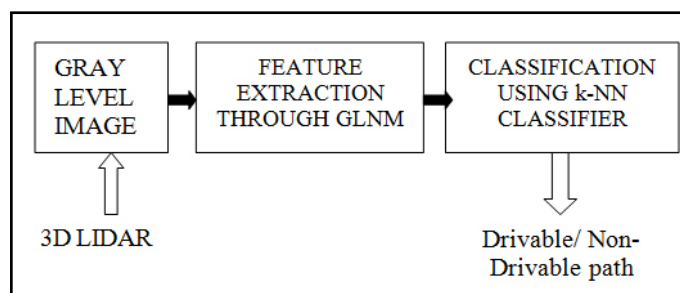 GRAY
LEVEL
IMAGE
FEATURE
EXTRACTION
THROUGH GLNM
CLASSIFICATION
USING k-NN
CLASSIFIER
3D LIDAR
Drivable/ Non-
Drivable path